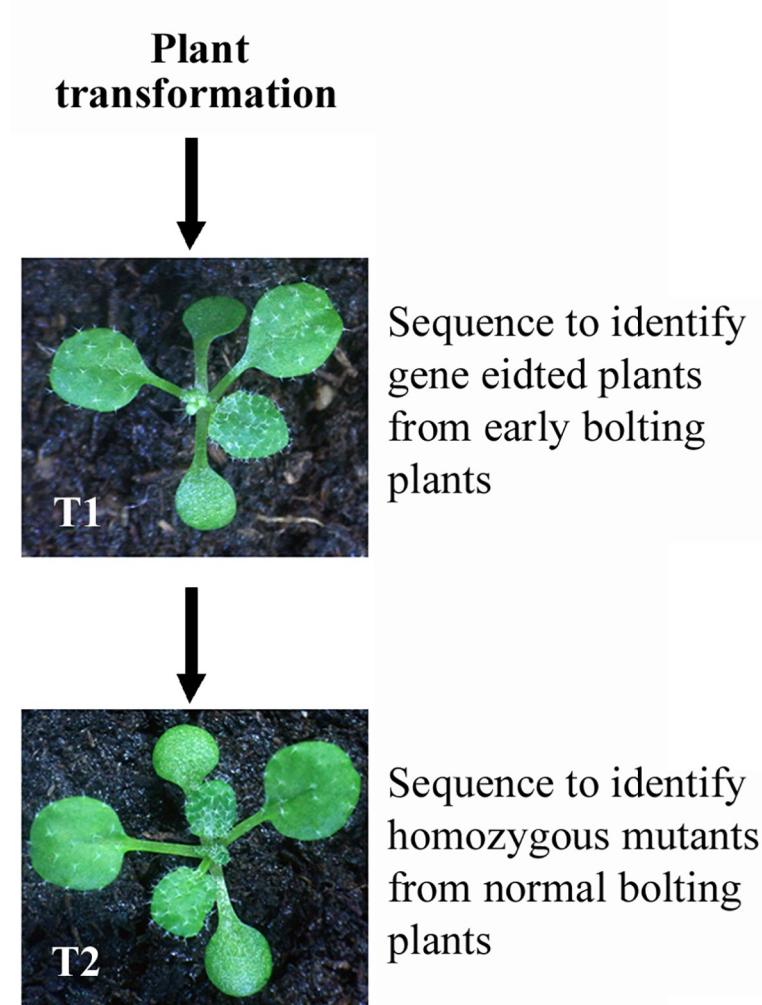 Plant
transformation
Sequence to identify
gene eidted plants
from early bolting
plants
T1
Sequence to identify
homozygous mutants
from normal bolting
plants
T2